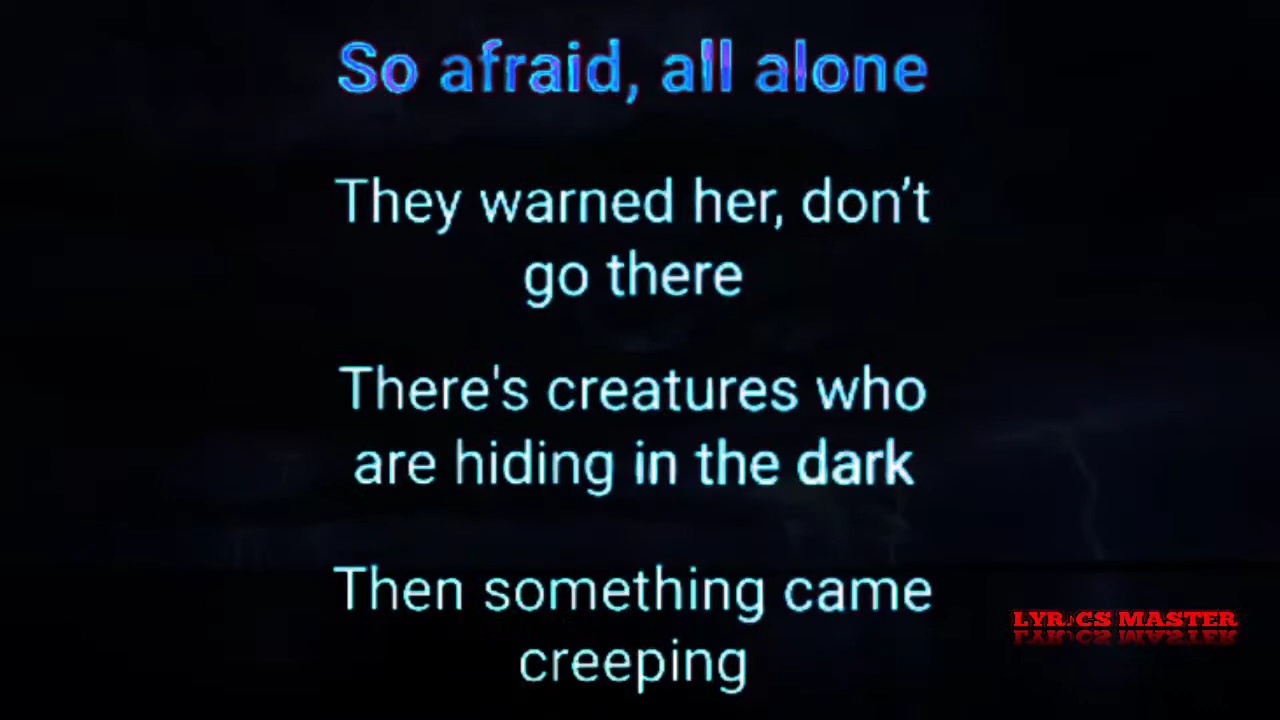 So afraid, all alone
They warned her, don’t
go there
There's creatures who
are hiding in the dark
Then something came
creeping
LYRICS MASTER